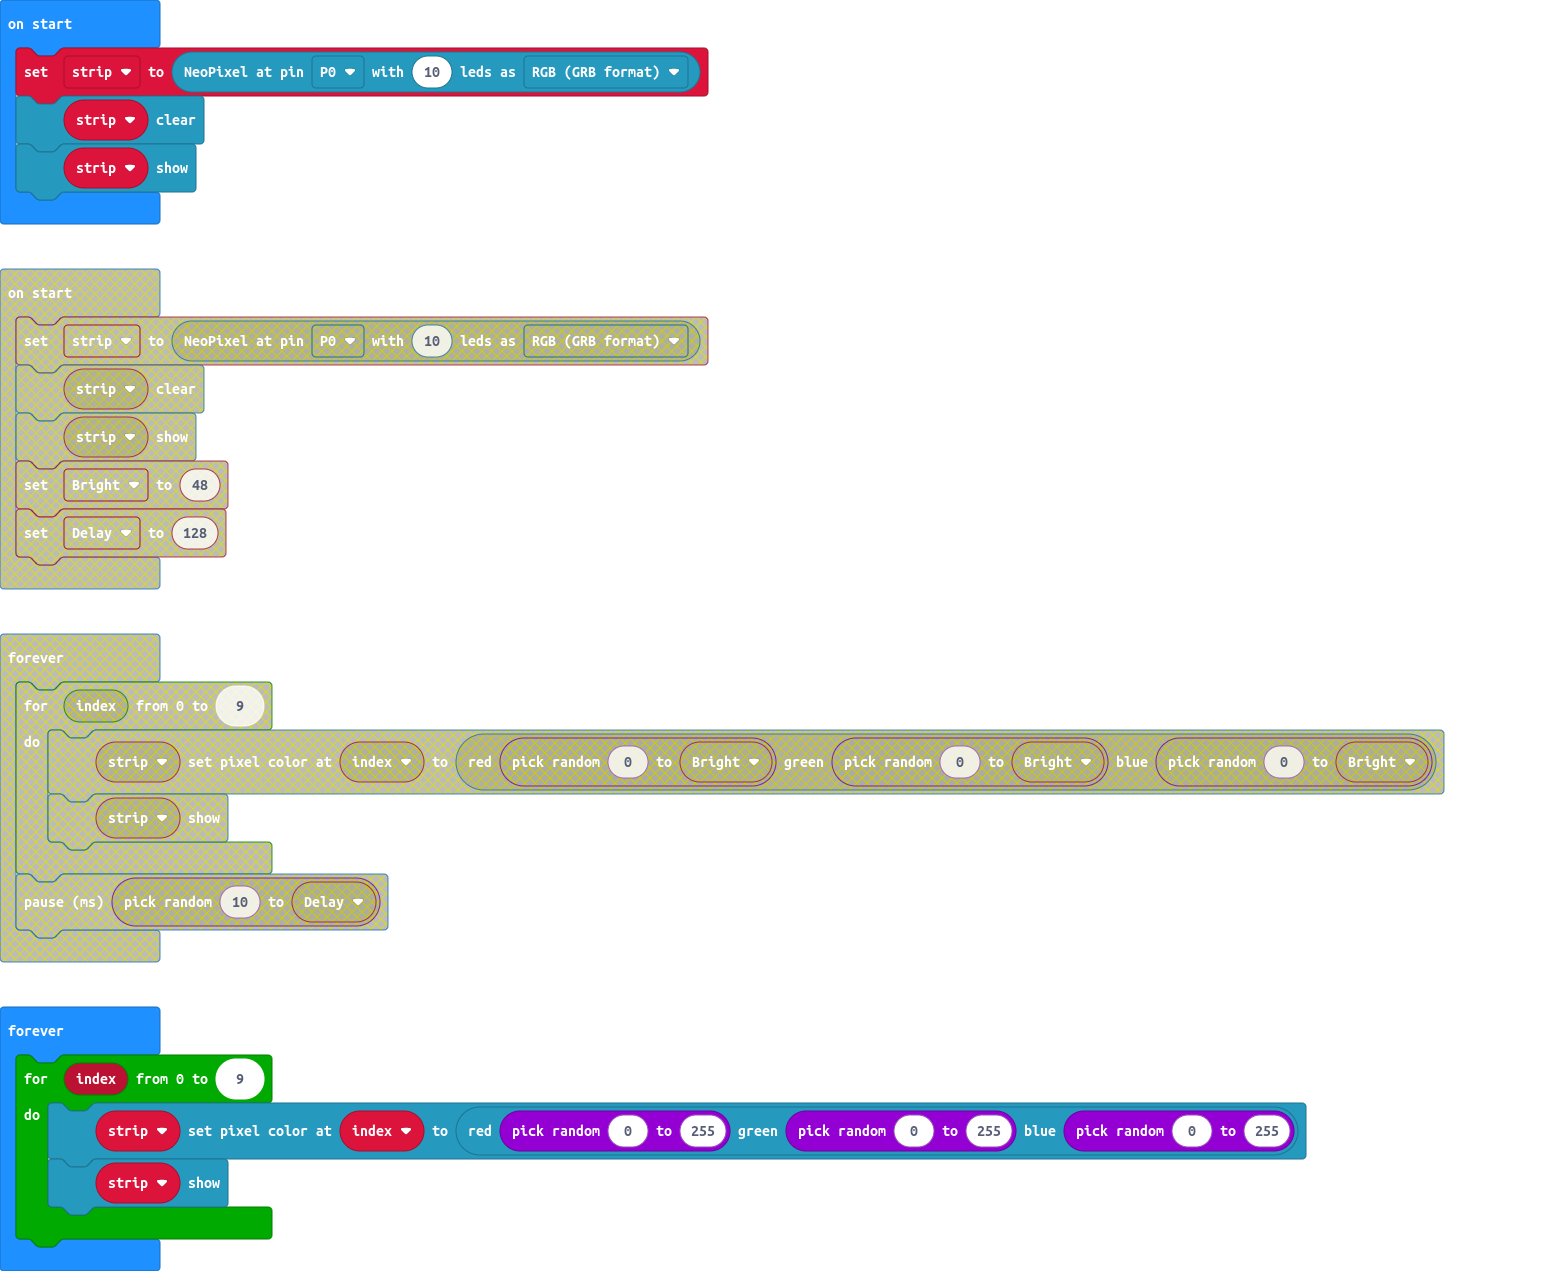 on start
set strip to NeoPixel at pin P0 with 10 leds as RGB (GRB format)
strip clear
strip show
on start
set strip to NeoPixel at pin P0 with 10 leds as RGB (GRB format)
strip clear
strip show
set Bright to 48
set Delay to 128
forever
for index from 0 to 9
do
strip set pixel color at index to red pick random 0 to Bright green pick random 0 to Bright blue pick random 0 to Bright
strip show
pause (ms) pick random 10 to Delay
forever
for index from 0 to 9
do
strip set pixel color at index to red pick random 0 to 255 green pick random 0 to 255 blue pick random 0 to 255
strip show